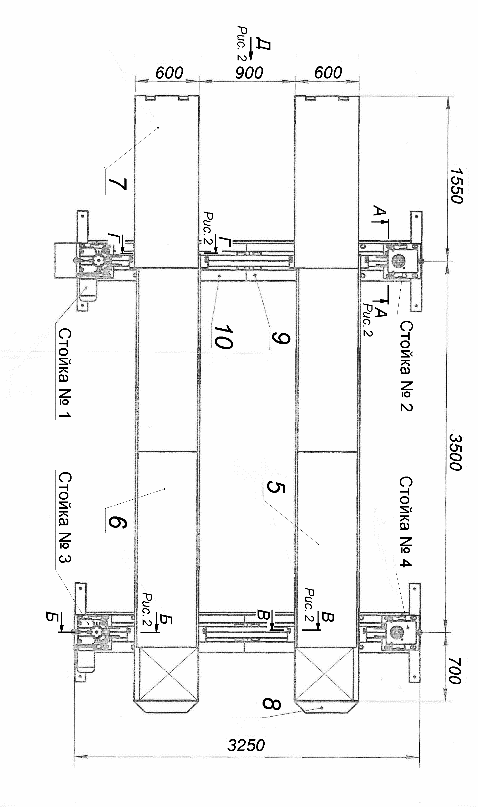 Д
Рис. 2
600
900
600
1550
7
Г
Рис. 2
Г
А
А
Рис. 2
10
9
Стойка № 1
Стойка № 2
3500
5
6
Стойка № 3
Стойка № 4
Б
Рис. 2
Б
В
В
Рис. 2
700
8
3250